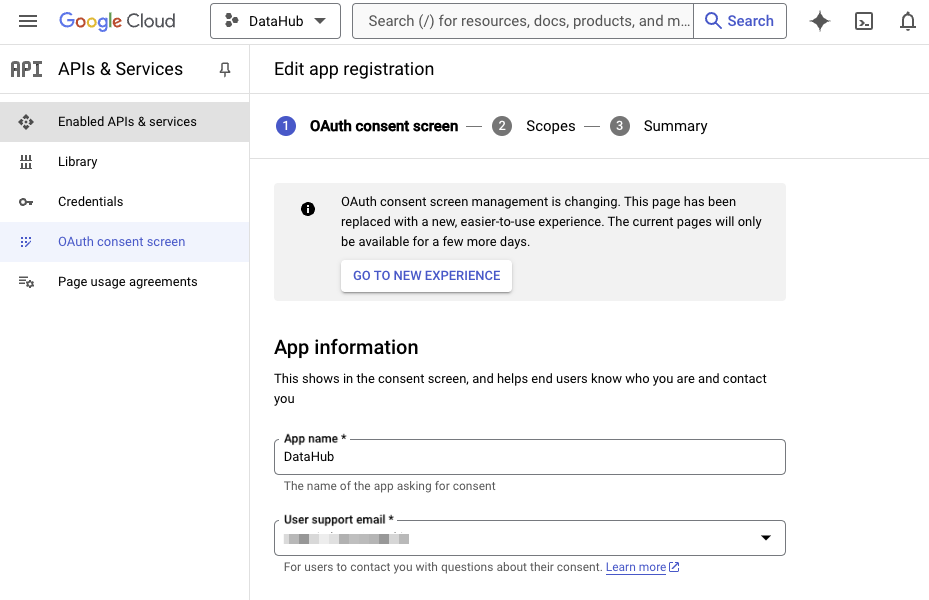 Google Cloud
DataHub
Search (/) for resources, docs, products, and m...
Search
API
APIs & Services
Edit app registration
Enabled APIs & services
Library
Credentials
OAuth consent screen
Page usage agreements
1 OAuth consent screen — 2 Scopes — 3 Summary
OAuth consent screen management is changing. This page has been
replaced with a new, easier-to-use experience. The current pages will only
be available for a few more days.
GO TO NEW EXPERIENCE
App information
This shows in the consent screen, and helps end users know who you are and contact
you
App name *
DataHub
The name of the app asking for consent
User support email *
For users to contact you with questions about their consent. Learn more